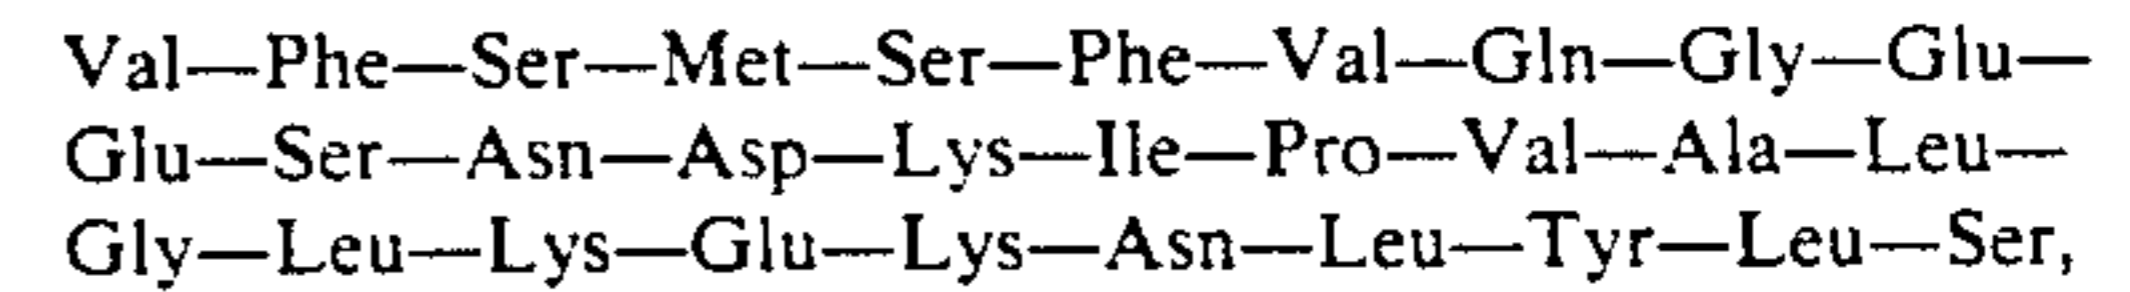 Val—Phe—Ser—Met—Ser—Phe—Val—Gln—Gly—Glu—
Glu—Ser—Asn—Asp—Lys—Ile—Pro—Val—Ala—Leu—
Gly—Leu—Lys—Glu—Lys—Asn—Leu—Tyr—Leu—Ser,